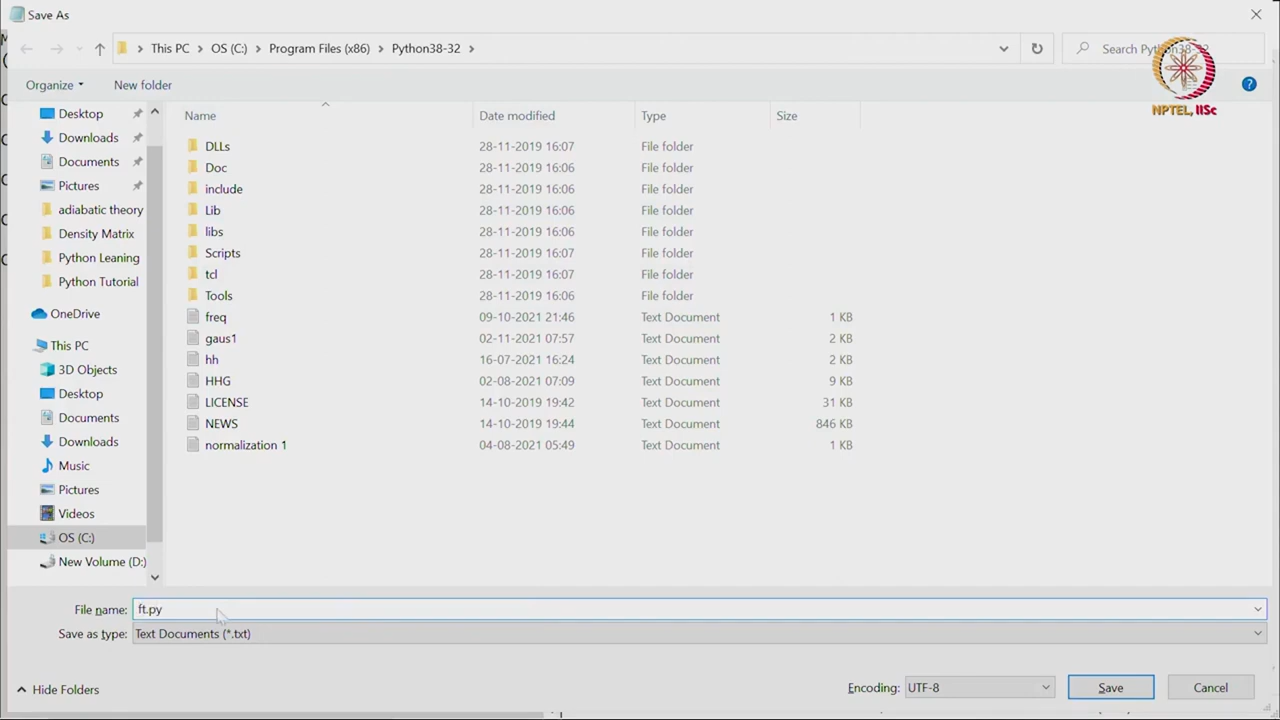 Save As
This PC > OS (C:) > Program Files (x86) > Python38-32 >
Search Python38-32
Organize
New folder
NPTEL, IISc
Name Date modified Type Size
Desktop
Downloads
Documents
Pictures
adiabatic theory
Density Matrix
Python Leaning
Python Tutorial
OneDrive
This PC
3D Objects
Desktop
Documents
Downloads
Music
Pictures
Videos
OS (C:)
New Volume (D:)
DLLs 28-11-2019 16:07 File folder
Doc 28-11-2019 16:06 File folder
include 28-11-2019 16:06 File folder
Lib 28-11-2019 16:06 File folder
libs 28-11-2019 16:06 File folder
Scripts 28-11-2019 16:07 File folder
tcl 28-11-2019 16:07 File folder
Tools 28-11-2019 16:06 File folder
freq 09-10-2021 21:46 Text Document 1 KB
gaus1 02-11-2021 07:57 Text Document 2 KB
hh 16-07-2021 16:24 Text Document 2 KB
HHG 02-08-2021 07:09 Text Document 9 KB
LICENSE 14-10-2019 19:42 Text Document 31 KB
NEWS 14-10-2019 19:44 Text Document 846 KB
normalization 1 04-08-2021 05:49 Text Document 1 KB
File name: ft.py
Save as type: Text Documents (*.txt)
Hide Folders
Encoding: UTF-8
Save
Cancel